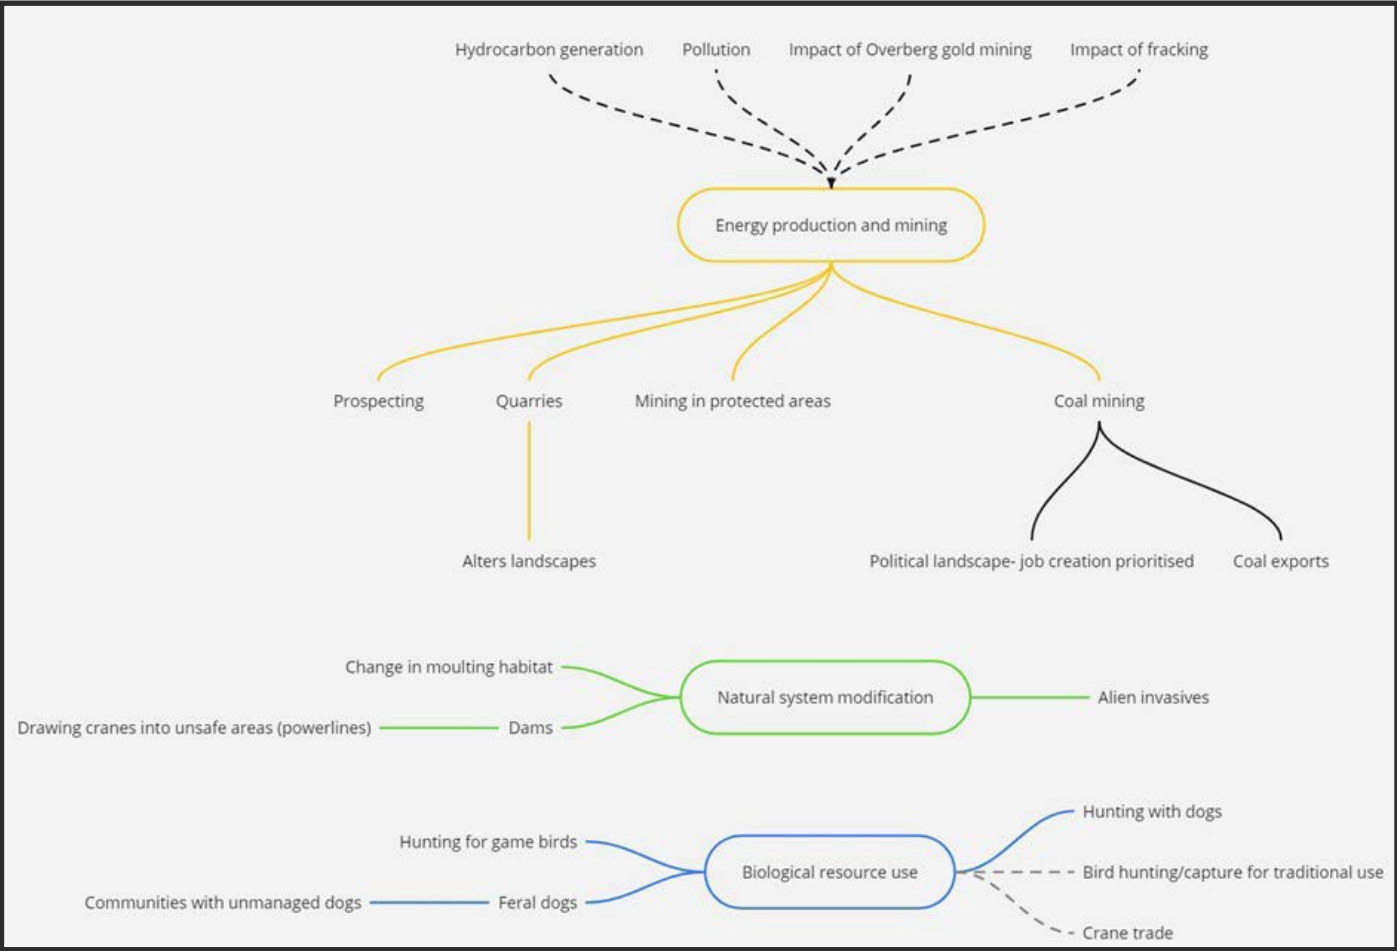 Hydrocarbon generation
Pollution
Impact of Overberg gold mining
Impact of fracking
Energy production and mining
Prospecting
Quarries
Mining in protected areas
Coal mining
Alters landscapes
Political landscape- job creation prioritised
Coal exports
Change in moulting habitat
Natural system modification
Alien invasives
Drawing cranes into unsafe areas (powerlines)
Dams
Hunting with dogs
Hunting for game birds
Biological resource use
Bird hunting/capture for traditional use
Communities with unmanaged dogs
Feral dogs
Crane trade